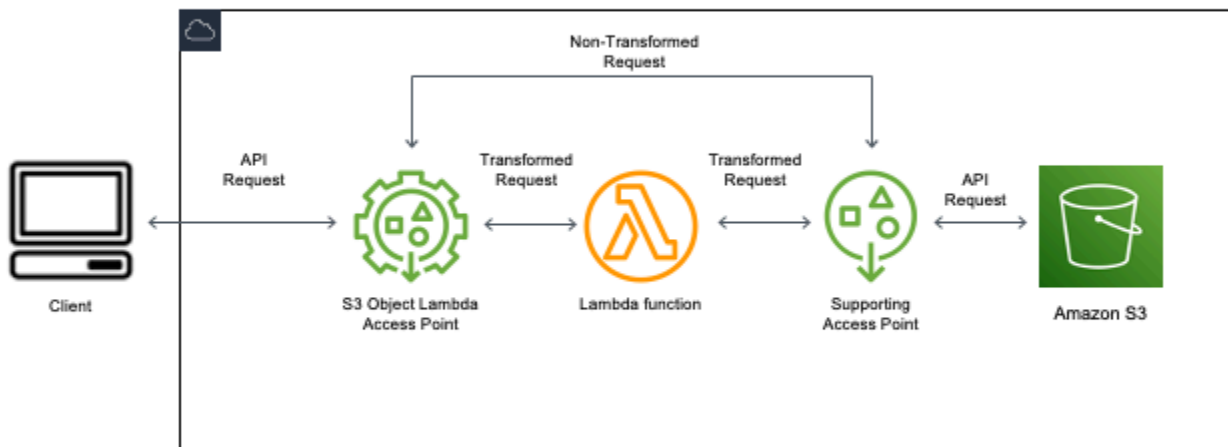 Non-Transformed
Request
API
Request
Transformed
Request
Transformed
Request
API
Request
Client
S3 Object Lambda
Access Point
Lambda function
Supporting
Access Point
Amazon S3